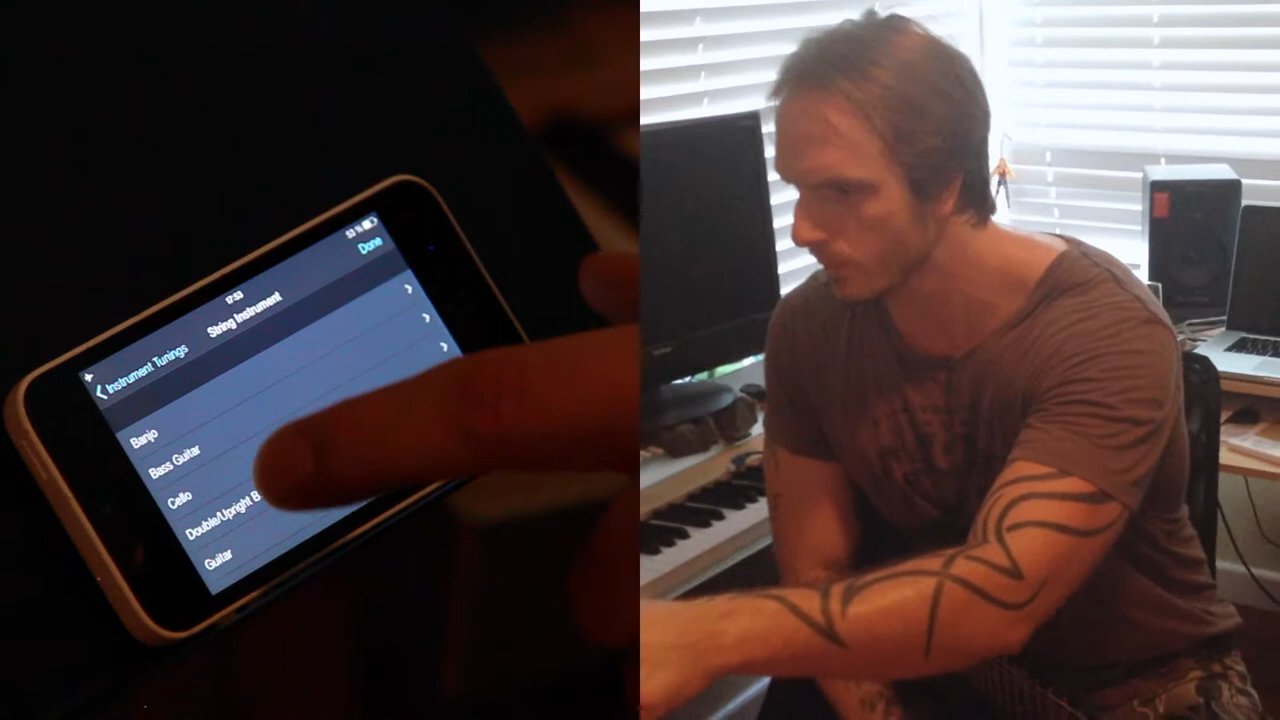 53 %
17:53
Done
String Instrument
Instrument Tunings
Banjo
Bass Guitar
Cello
Double/Upright B
Guitar